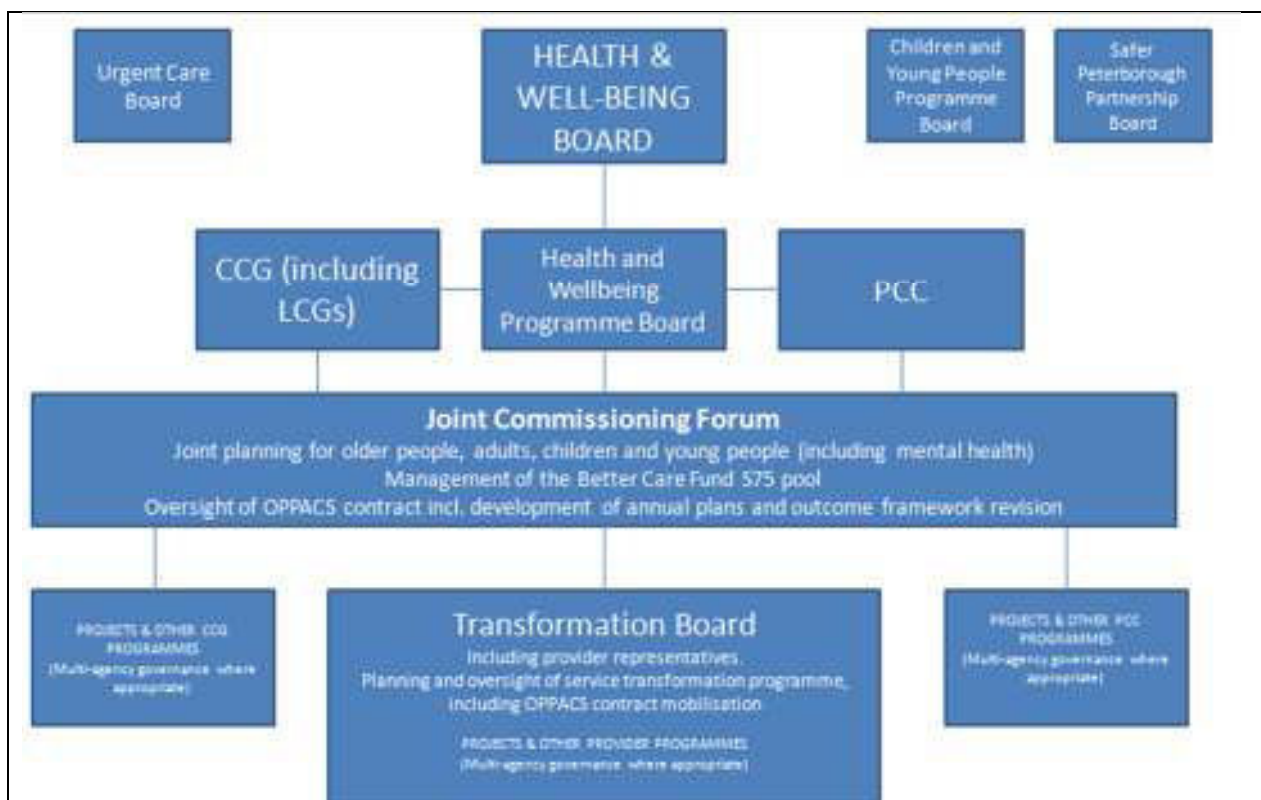 Urgent Care
Board
HEALTH &
WELL-BEING
BOARD
Children and
Young People
Programme
Board
Safer
Peterborough
Partnership
Board
CCG (including
LCGs)
Health and
Wellbeing
Programme Board
PCC
Joint Commissioning Forum
Joint planning for older people, adults, children and young people (including mental health)
Management of the Better Care Fund S75 pool
Oversight of OPPACS contract incl. development of annual plans and outcome framework revision
PROJECTS & OTHER CCG
PROGRAMMES
(Multi-agency governance where
appropriate)
Transformation Board
Including provider representatives.
Planning and oversight of service transformation programme,
including OPPACS contract mobilisation
PROJECTS & OTHER PROVIDER PROGRAMMES
(Multi-agency governance where appropriate)
PROJECTS & OTHER PCC
PROGRAMMES
(Multi-agency governance where
appropriate)